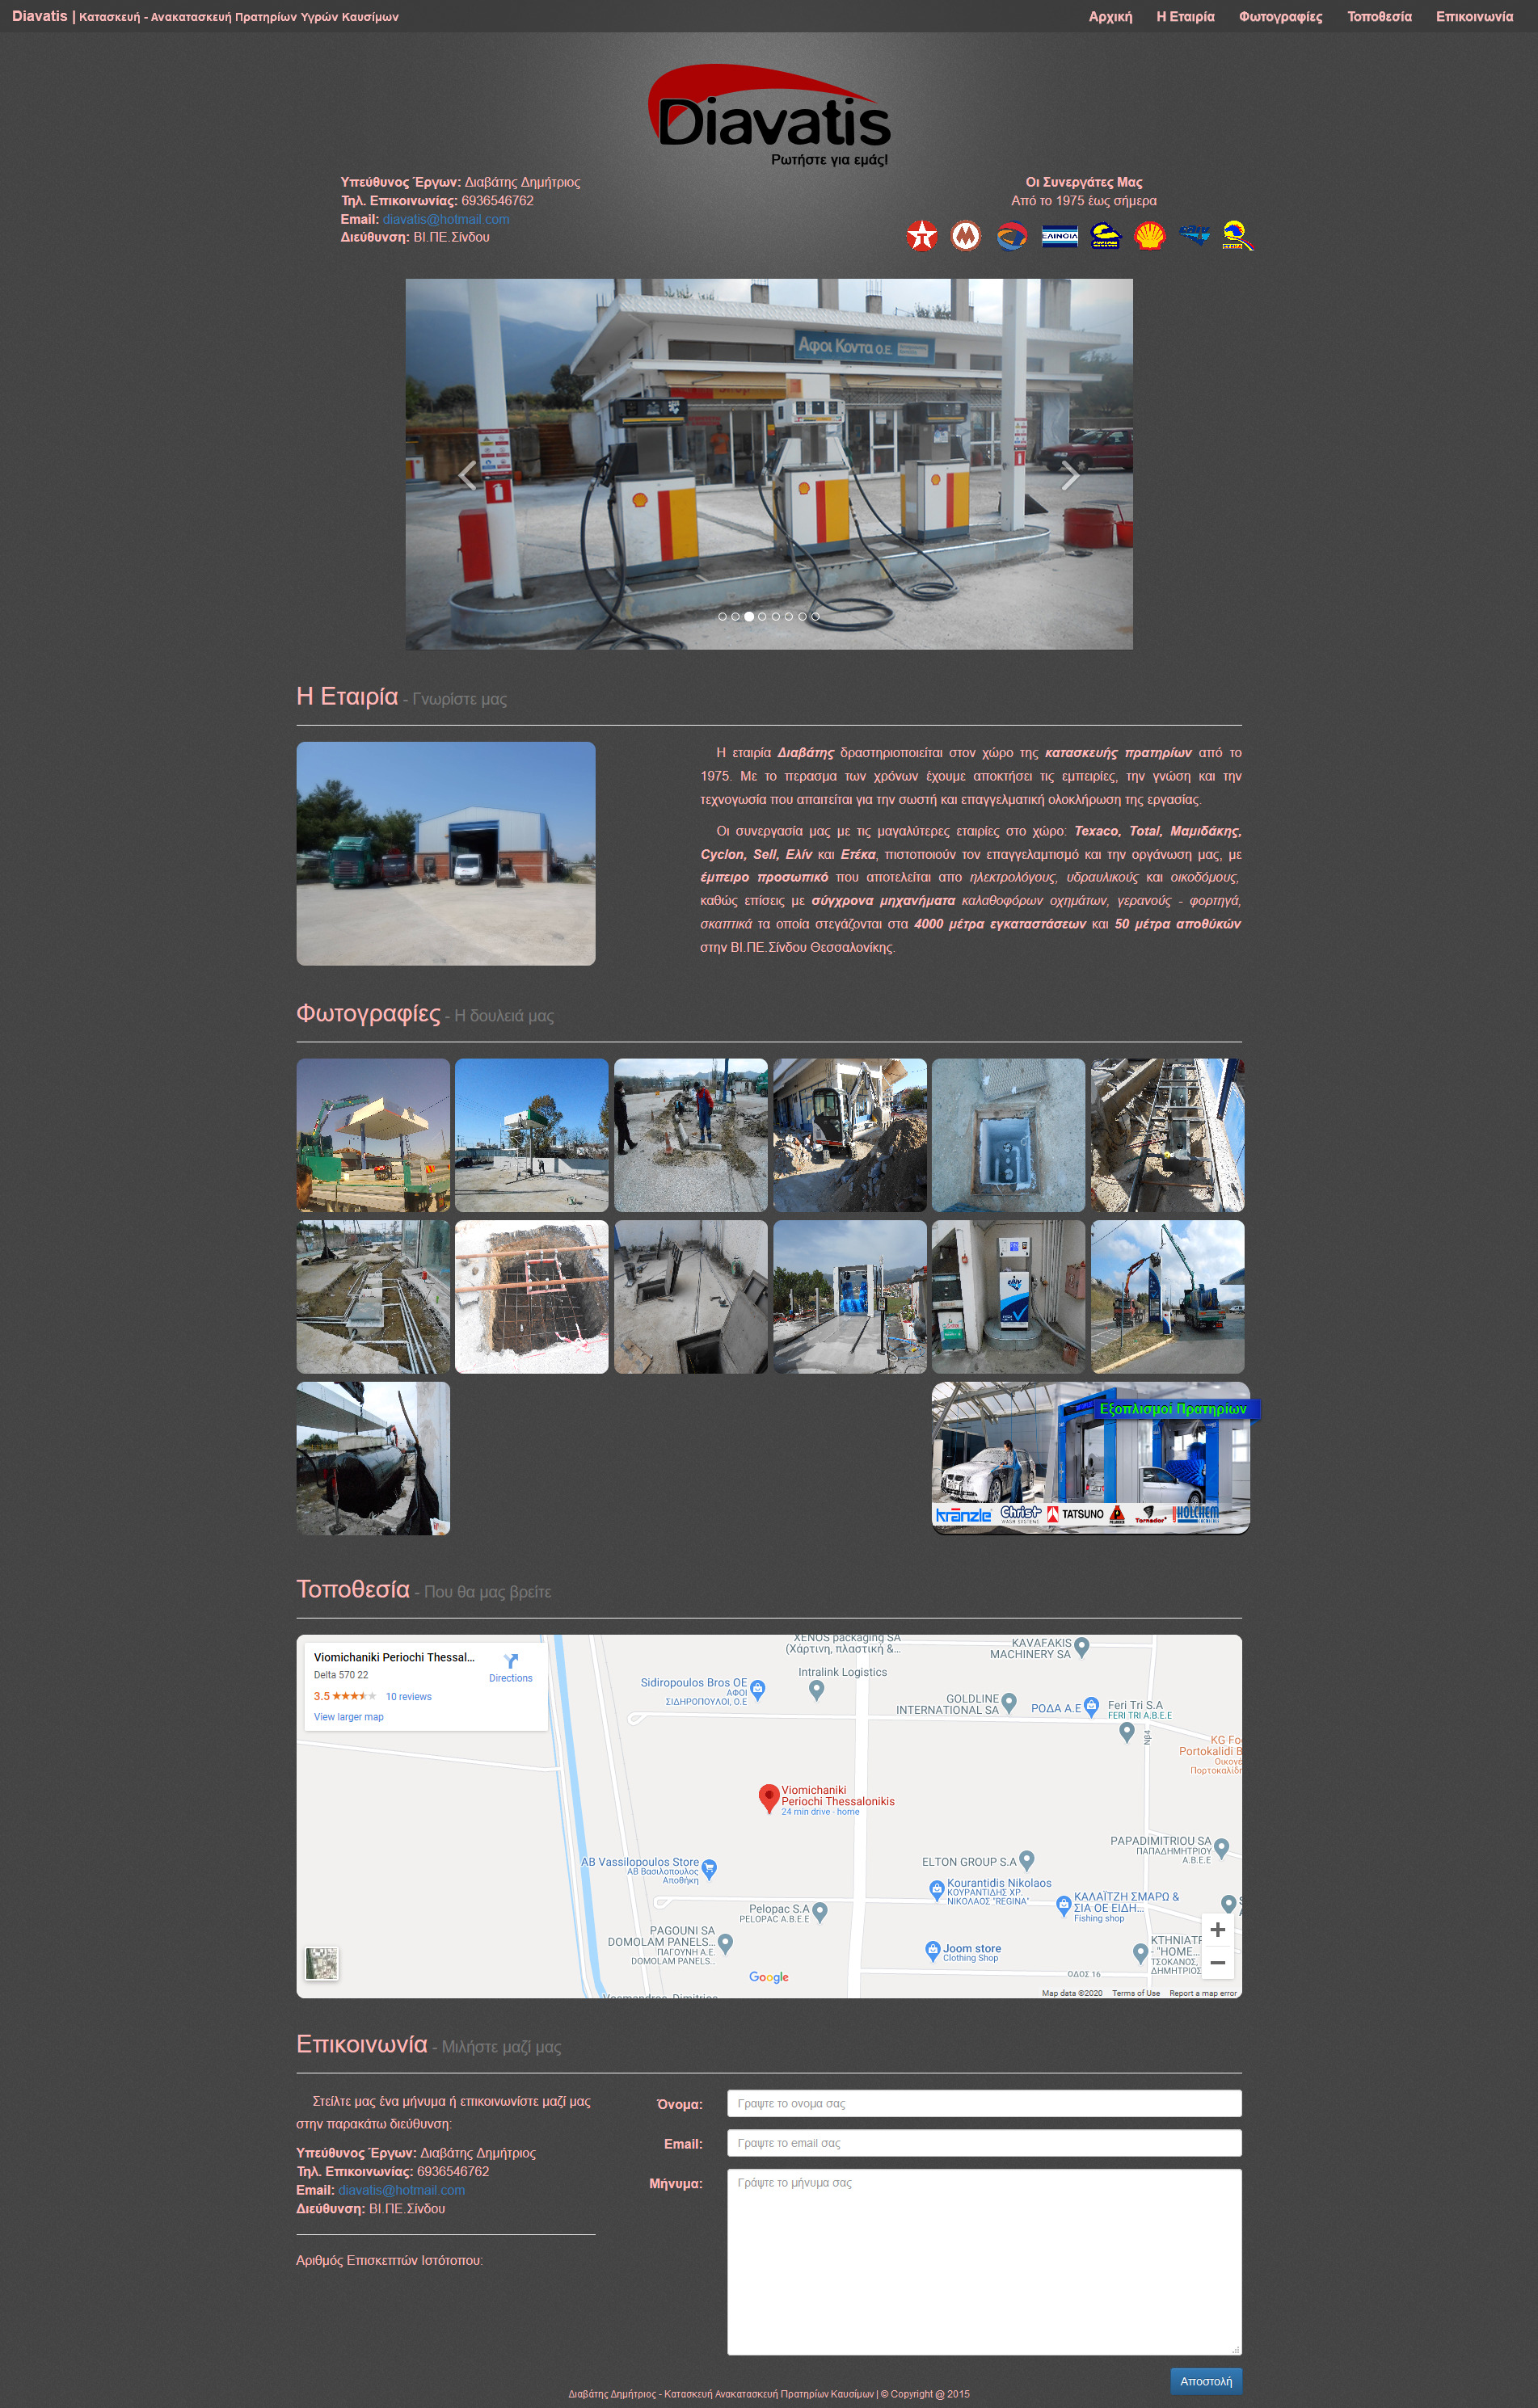 Diavatis | Κατασκευή - Ανακατασκευή Πρατηρίων Υγρών Καυσίμων
Αρχική Η Εταιρία Φωτογραφίες Τοποθεσία Επικοινωνία
Diavatis
Ρωτήστε για εμάς!
Υπεύθυνος Έργων: Διαβάτης Δημήτριος
Τηλ. Επικοινωνίας: 6936546762
Email: diavatis@hotmail.com
Διεύθυνση: ΒΙ.ΠΕ.Σίνδου
Οι Συνεργάτες Μας
Από το 1975 έως σήμερα
ΕΛΙΝΟΙΛ
Αφοι Κοντα Ο.Ε
shop
Η Εταιρία - Γνωρίστε μας
Η εταιρία Διαβάτης δραστηριοποιείται στον χώρο της κατασκευής πρατηρίων από το
1975. Με το περασμα των χρόνων έχουμε αποκτήσει τις εμπειρίες, την γνώση και την
τεχνογωσία που απαιτείται για την σωστή και επαγγελματική ολοκλήρωση της εργασίας.
Οι συνεργασία μας με τις μαγαλύτερες εταιρίες στο χώρο: Texaco, Total, Μαμιδάκης,
Cyclon, Sell, Ελίν και Ετέκα, πιστοποιούν τον επαγγελαμτισμό και την οργάνωση μας, με
έμπειρο προσωπικό που αποτελείται απο ηλεκτρολόγους, υδραυλικούς και οικοδόμους,
καθώς επίσεις με σύγχρονα μηχανήματα καλαθοφόρων οχημάτων, γερανούς - φορτηγά,
σκαπτικά τα οποία στεγάζονται στα 4000 μέτρα εγκαταστάσεων και 50 μέτρα αποθύκών
στην ΒΙ.ΠΕ.Σίνδου Θεσσαλονίκης.
Φωτογραφίες - Η δουλειά μας
Εξοπλισμοί Πρατηρίων
Kränzle Christ WASH SYSTEMS TATSUNO Tornador HOLCHEM
Τοποθεσία - Που θα μας βρείτε
Viomichaniki Periochi Thessal...
Delta 570 22
Directions
3.5 10 reviews
View larger map
XENOS packaging SA
(Χάρτινη, πλαστική &...
KAVAFAKIS
MACHINERY SA
Intralink Logistics
Sidiropoulos Bros OE
ΑΦΟΙ
ΣΙΔΗΡΟΠΟΥΛΟΙ, Ο.Ε
GOLDLINE
INTERNATIONAL SA
ΡΟΔΑ Α.Ε
Feri Tri S.A
FERI TRI Α.Β.Ε.Ε
Νβ4
KG Fo
Portokalidi B
Οικογέ
Πορτοκαλίδη
Viomichaniki
Periochi Thessalonikis
24 min drive - home
PAPADIMITRIOU SA
ΠΑΠΑΔΗΜΗΤΡΙΟΥ
Α.Β.Ε.Ε
AB Vassilopoulos Store
ΑΒ Βασιλοπουλος
Αποθήκη
ELTON GROUP S.A
Kourantidis Nikolaos
ΚΟΥΡΑΝΤΙΔΗΣ ΧΡ.
ΝΙΚΟΛΑΟΣ "REGINA"
ΚΑΛΑΪΤΖΗ ΣΜΑΡΩ &
ΣΙΑ ΟΕ ΕΙΔΗ...
Fishing shop
Pelopac S.A
PELOPAC Α.Β.Ε.Ε
PAGOUNI SA
DOMOLAM PANELS...
ΠΑΓΟΥΝΗ Α.Ε.
DOMOLAM PANELS...
Joom store
Clothing Shop
ΚΤΗΝΙΑΤΡ
- "HOME...
ΤΣΟΚΑΝΟΣ,
ΔΗΜΗΤΡΙΟΣ
ΟΔΟΣ 16
Google
Vosmandros, Dimitrios
Map data ©2020 Terms of Use Report a map error
Επικοινωνία - Μιλήστε μαζί μας
Στείλτε μας ένα μήνυμα ή επικοινωνίστε μαζί μας
στην παρακάτω διεύθυνση:
Υπεύθυνος Έργων: Διαβάτης Δημήτριος
Τηλ. Επικοινωνίας: 6936546762
Email: diavatis@hotmail.com
Διεύθυνση: ΒΙ.ΠΕ.Σίνδου
Αριθμός Επισκεπτών Ιστότοπου:
Όνομα: Γραψτε το ονομα σας
Email: Γραψτε το email σας
Μήνυμα: Γράψτε το μήνυμα σας
Αποστολή
Διαβάτης Δημήτριος - Κατασκευή Ανακατασκευή Πρατηρίων Καυσίμων | © Copyright @ 2015